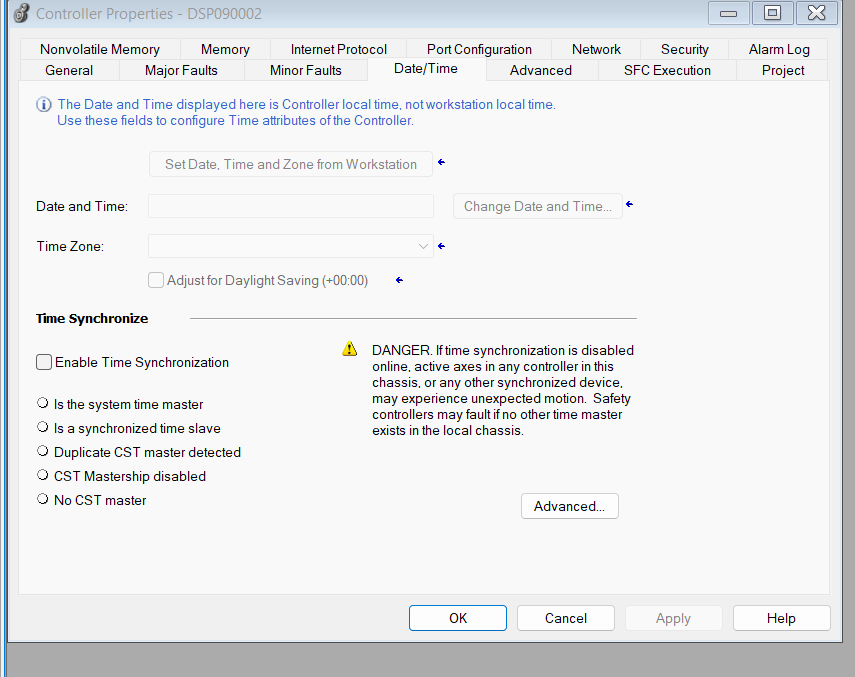 Controller Properties - DSP090002
Nonvolatile Memory Memory Internet Protocol Port Configuration Network Security Alarm Log
General Major Faults Minor Faults Date/Time Advanced SFC Execution Project
The Date and Time displayed here is Controller local time, not workstation local time.
Use these fields to configure Time attributes of the Controller.
Set Date, Time and Zone from Workstation
Date and Time:
Change Date and Time...
Time Zone:
Adjust for Daylight Saving (+00:00)
Time Synchronize
Enable Time Synchronization
Is the system time master
Is a synchronized time slave
Duplicate CST master detected
CST Mastership disabled
No CST master
DANGER. If time synchronization is disabled
online, active axes in any controller in this
chassis, or any other synchronized device,
may experience unexpected motion.  Safety
controllers may fault if no other time master
exists in the local chassis.
Advanced...
OK Cancel Apply Help